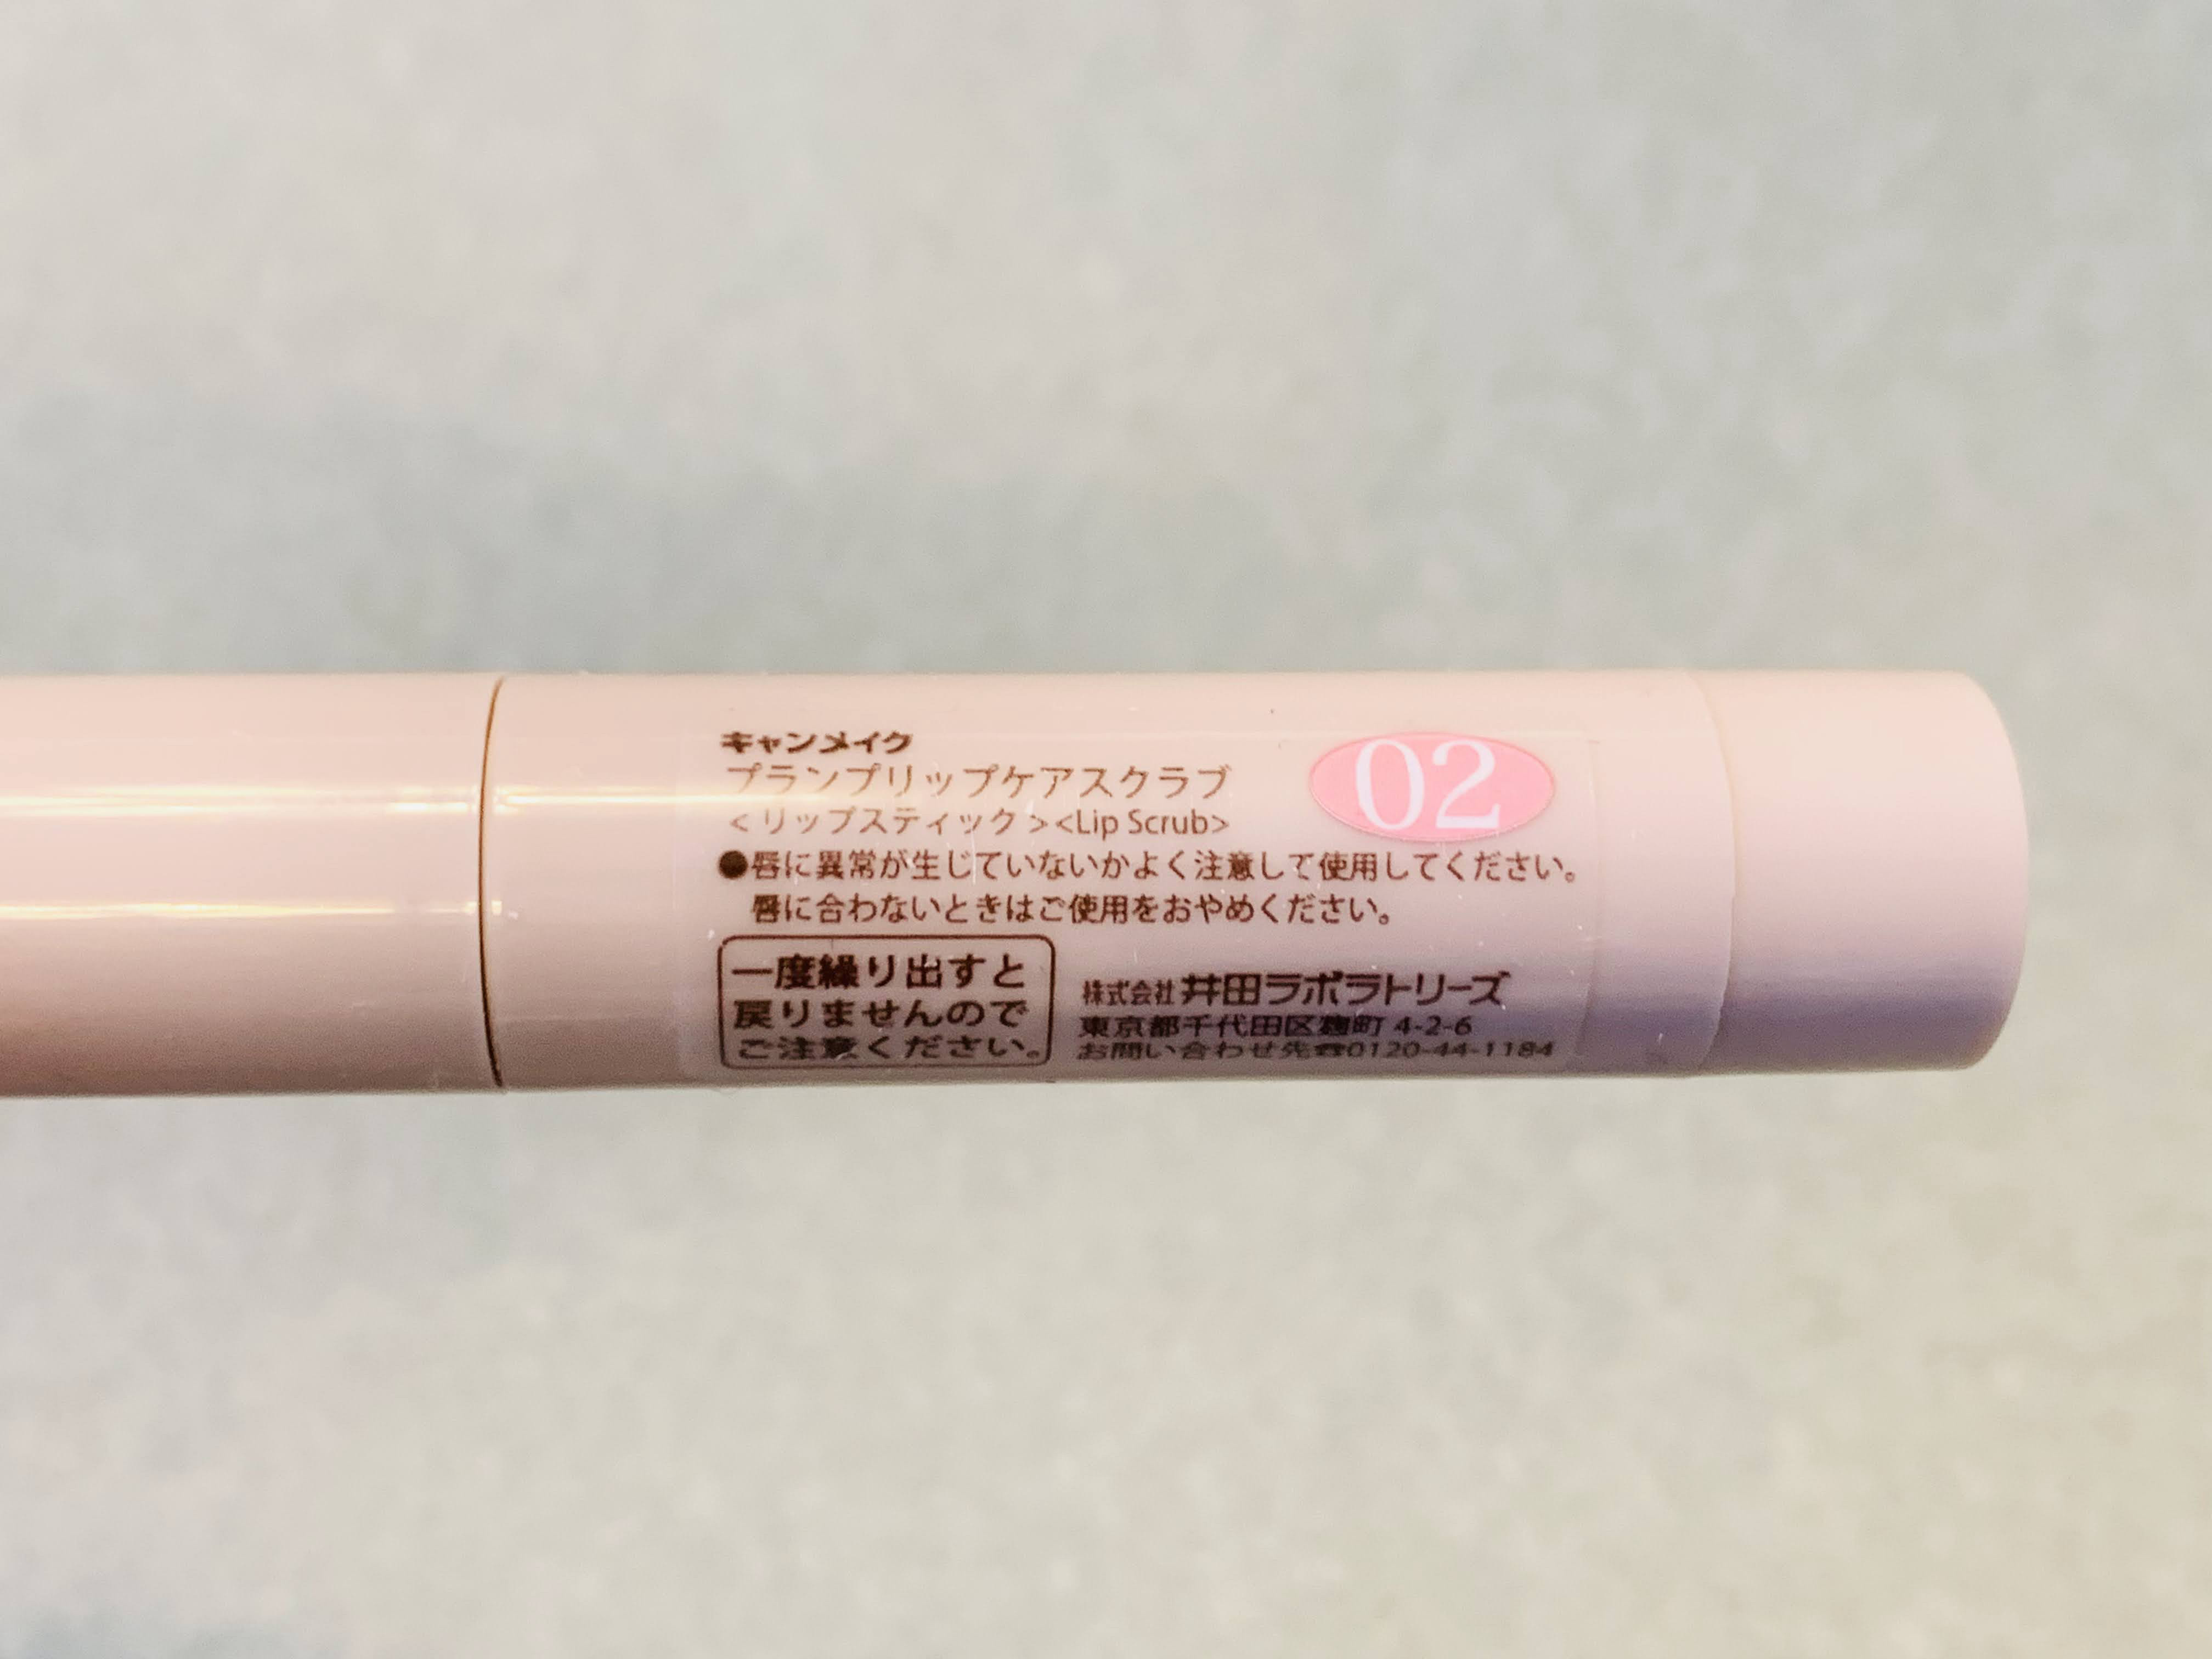 キャンメイク
プランプリップケアスクラブ
02
<リップスティック><Lip Scrub>
●唇に異常が生じていないかよく注意して使用してください。
唇に合わないときはご使用をおやめください。
一度繰り出すと
戻りませんので
ご注意ください。
株式会社 井田ラボラトリーズ
東京都千代田区麹町 4-2-6
お問い合わせ先☎0120-44-1184